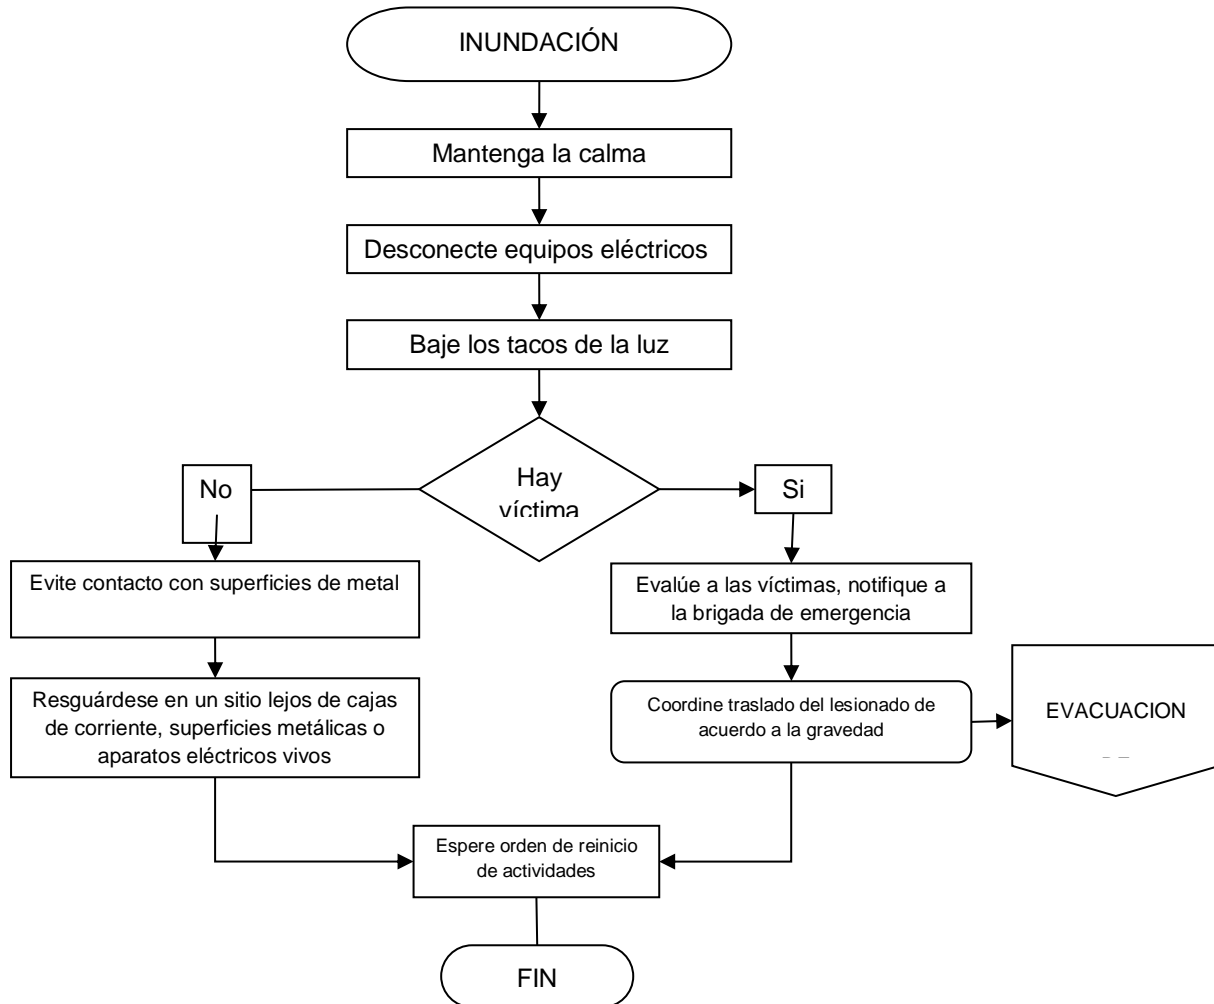 INUNDACIÓN
Mantenga la calma
Desconecte equipos eléctricos
Baje los tacos de la luz
Hay
víctima
No
Si
Evite contacto con superficies de metal
Evalúe a las víctimas, notifique a
la brigada de emergencia
Resguárdese en un sitio lejos de cajas
de corriente, superficies metálicas o
aparatos eléctricos vivos
Coordine traslado del lesionado de
acuerdo a la gravedad
EVACUACION
Espere orden de reinicio
de actividades
FIN